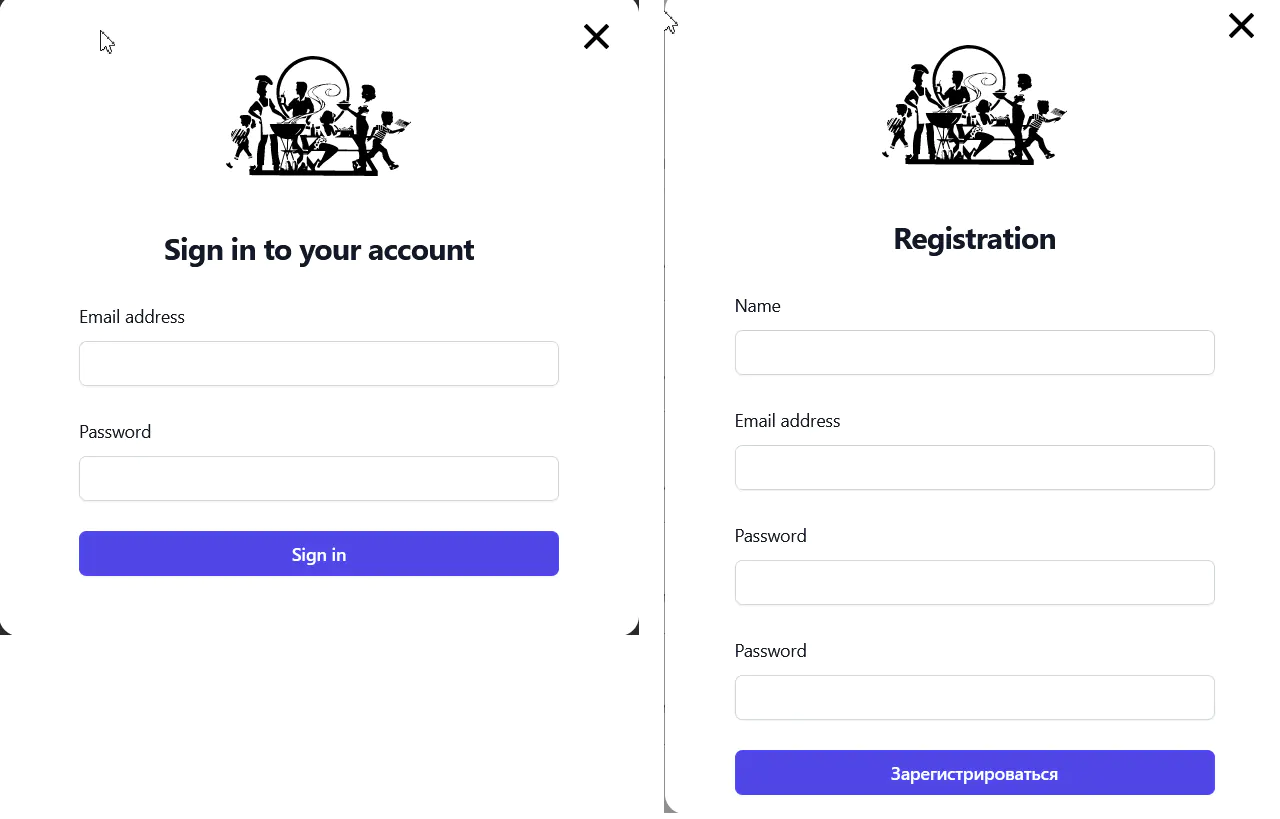 Sign in to your account
Email address
Password
Sign in
Registration
Name
Email address
Password
Password
Зарегистрироваться